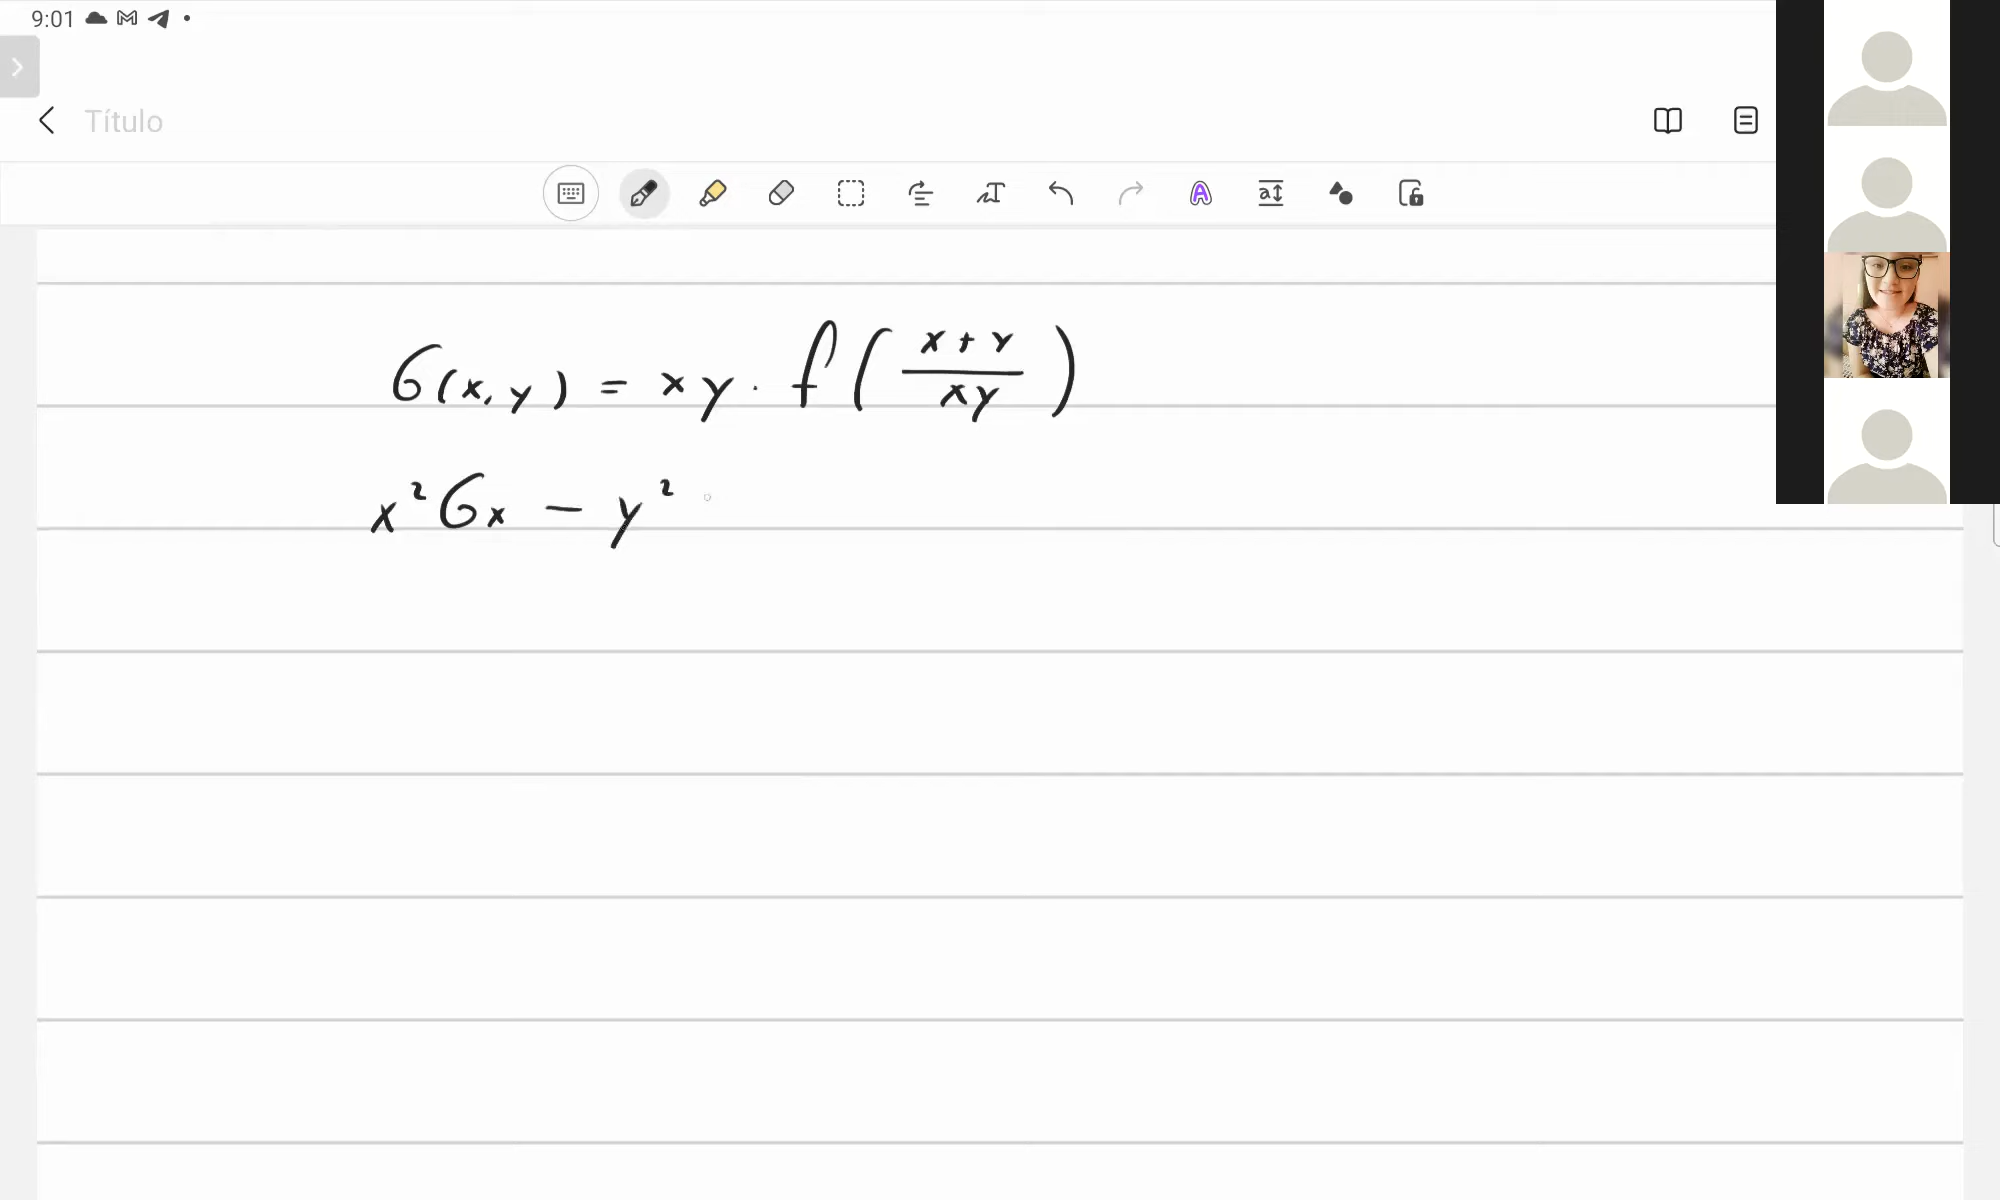 9:01
Título
G(x,y) = xy · f((x+y)/(xy))
x²Gx − y²